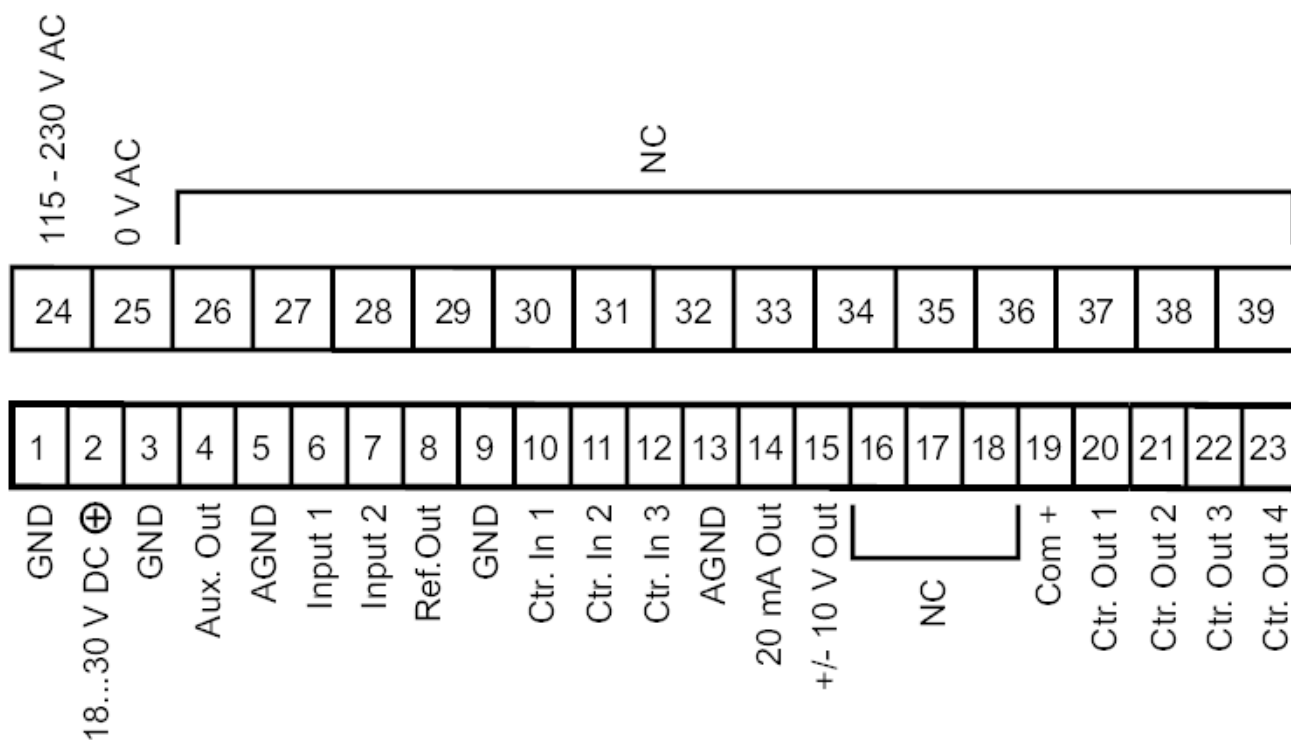 115 - 230 V AC
0 V AC
NC
24 25 26 27 28 29 30 31 32 33 34 35 36 37 38 39
1 2 3 4 5 6 7 8 9 10 11 12 13 14 15 16 17 18 19 20 21 22 23
GND
18...30 V DC ⊕
GND
Aux. Out
AGND
Input 1
Input 2
Ref.Out
GND
Ctr. In 1
Ctr. In 2
Ctr. In 3
AGND
20 mA Out
+/- 10 V Out
NC
Com +
Ctr. Out 1
Ctr. Out 2
Ctr. Out 3
Ctr. Out 4